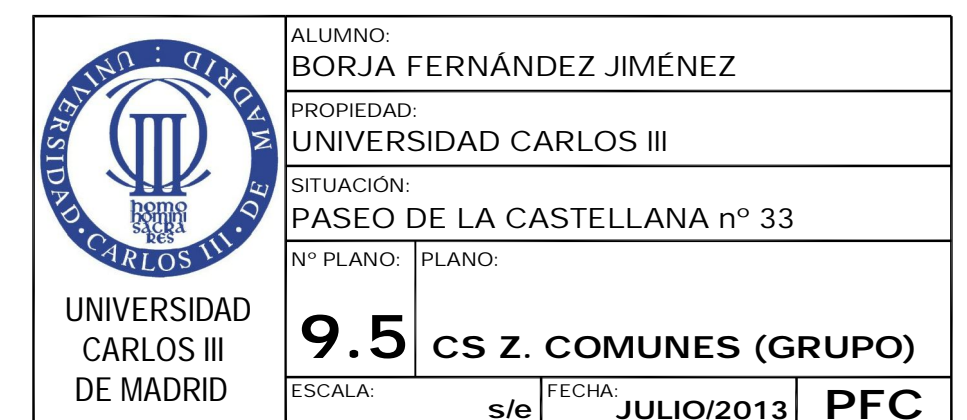 UNIVERSIDAD · CARLOS III · DE MADRID :
homo
homini
sacra
res
UNIVERSIDAD
CARLOS III
DE MADRID
ALUMNO:
BORJA FERNÁNDEZ JIMÉNEZ
PROPIEDAD:
UNIVERSIDAD CARLOS III
SITUACIÓN:
PASEO DE LA CASTELLANA nº 33
Nº PLANO:
9.5
PLANO:
CS Z. COMUNES (GRUPO)
ESCALA:
s/e
FECHA:
JULIO/2013
PFC